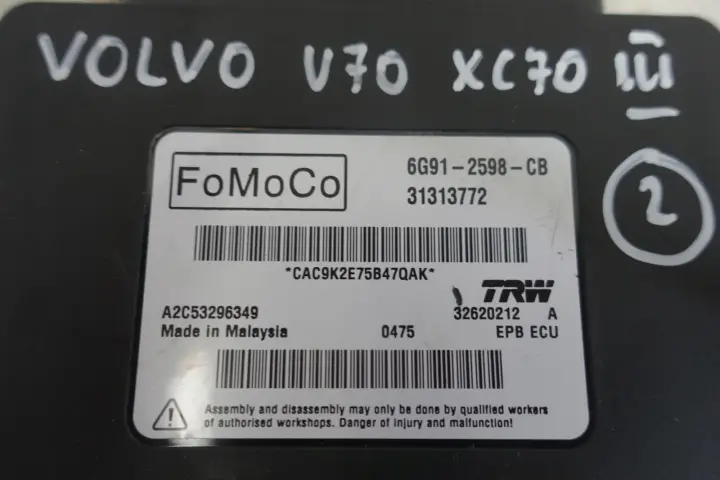 VOLVO V70 XC70 III
2
FoMoCo
6G91-2598-CB
31313772
*CAC9K2E75B47QAK*
TRW
A2C53296349 32620212 A
Made in Malaysia 0475 EPB ECU
Assembly and disassembly may only be done by qualified workers
of authorised workshops. Danger of injury and malfunction!